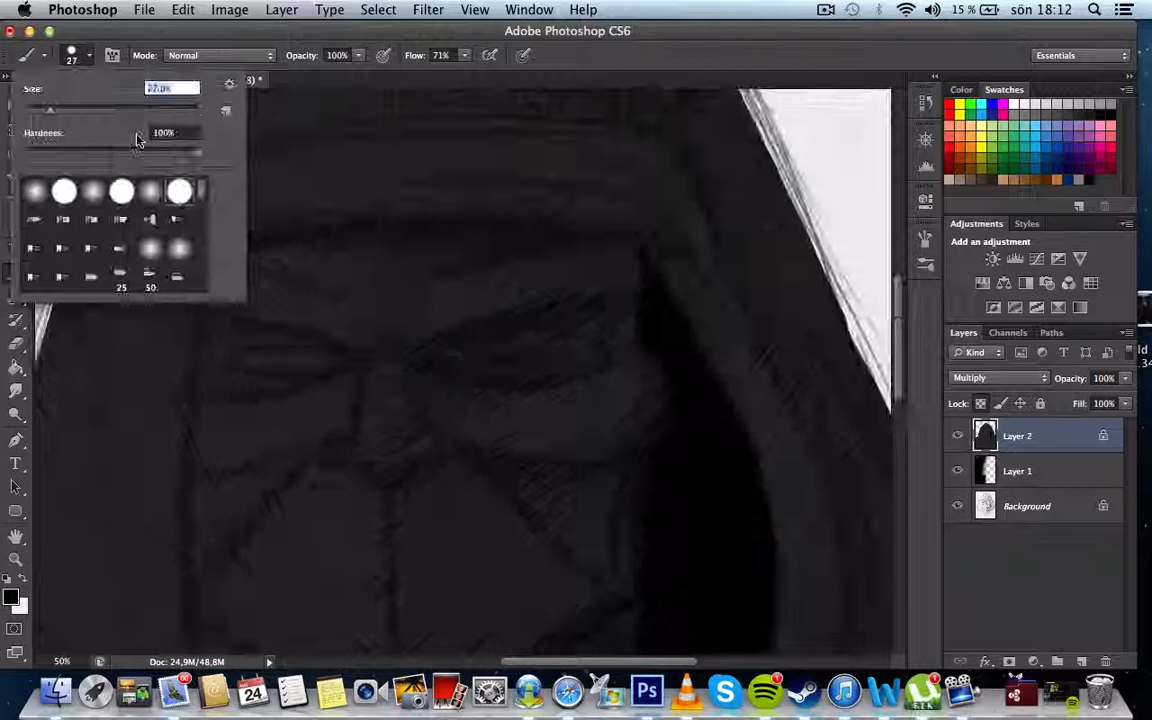 Photoshop File Edit Image Layer Type Select Filter View Window Help 15 % sön 18:12
Adobe Photoshop CS6
27 Mode: Normal Opacity: 100% Flow: 71% Essentials
Size:
Hardness: 100%
25 50
Color Swatches
Adjustments Styles
Add an adjustment
Layers Channels Paths
Kind
Multiply Opacity: 100%
Lock: Fill: 100%
Layer 2
Layer 1
Background
50% Doc: 24,9M/48,8M
24